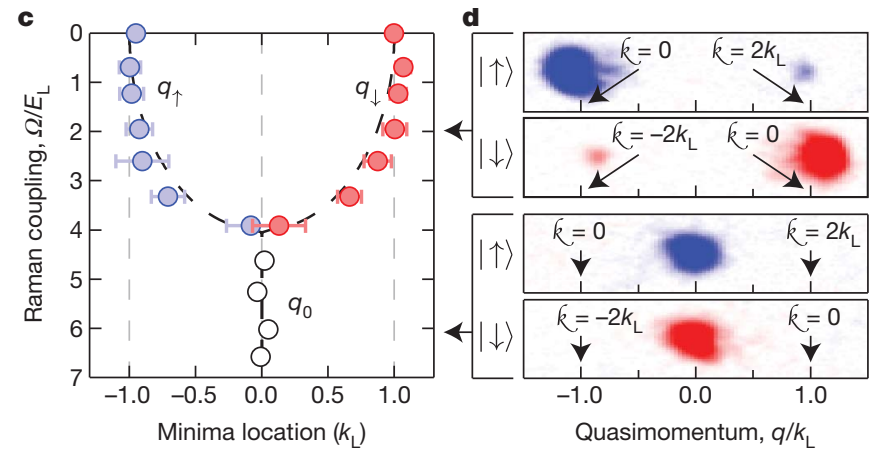 c
0
1
2
3
4
5
6
7
Raman coupling, Ω/E_L
q↑
q↓
q₀
−1.0 −0.5 0.0 0.5 1.0
Minima location (k_L)
d
|↑⟩
k = 0 k = 2k_L
|↓⟩
k = −2k_L k = 0
|↑⟩
k = 0 k = 2k_L
|↓⟩
k = −2k_L k = 0
−1.0 0.0 1.0
Quasimomentum, q/k_L